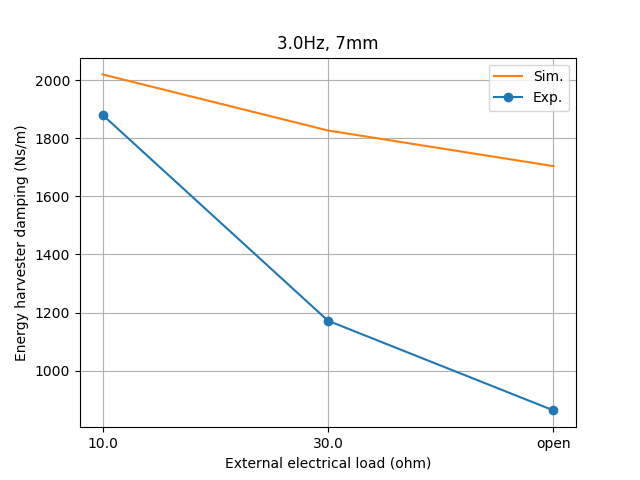 3.0Hz, 7mm
Sim.
Exp.
Energy harvester damping (Ns/m)
2000
1800
1600
1400
1200
1000
10.0 30.0 open
External electrical load (ohm)